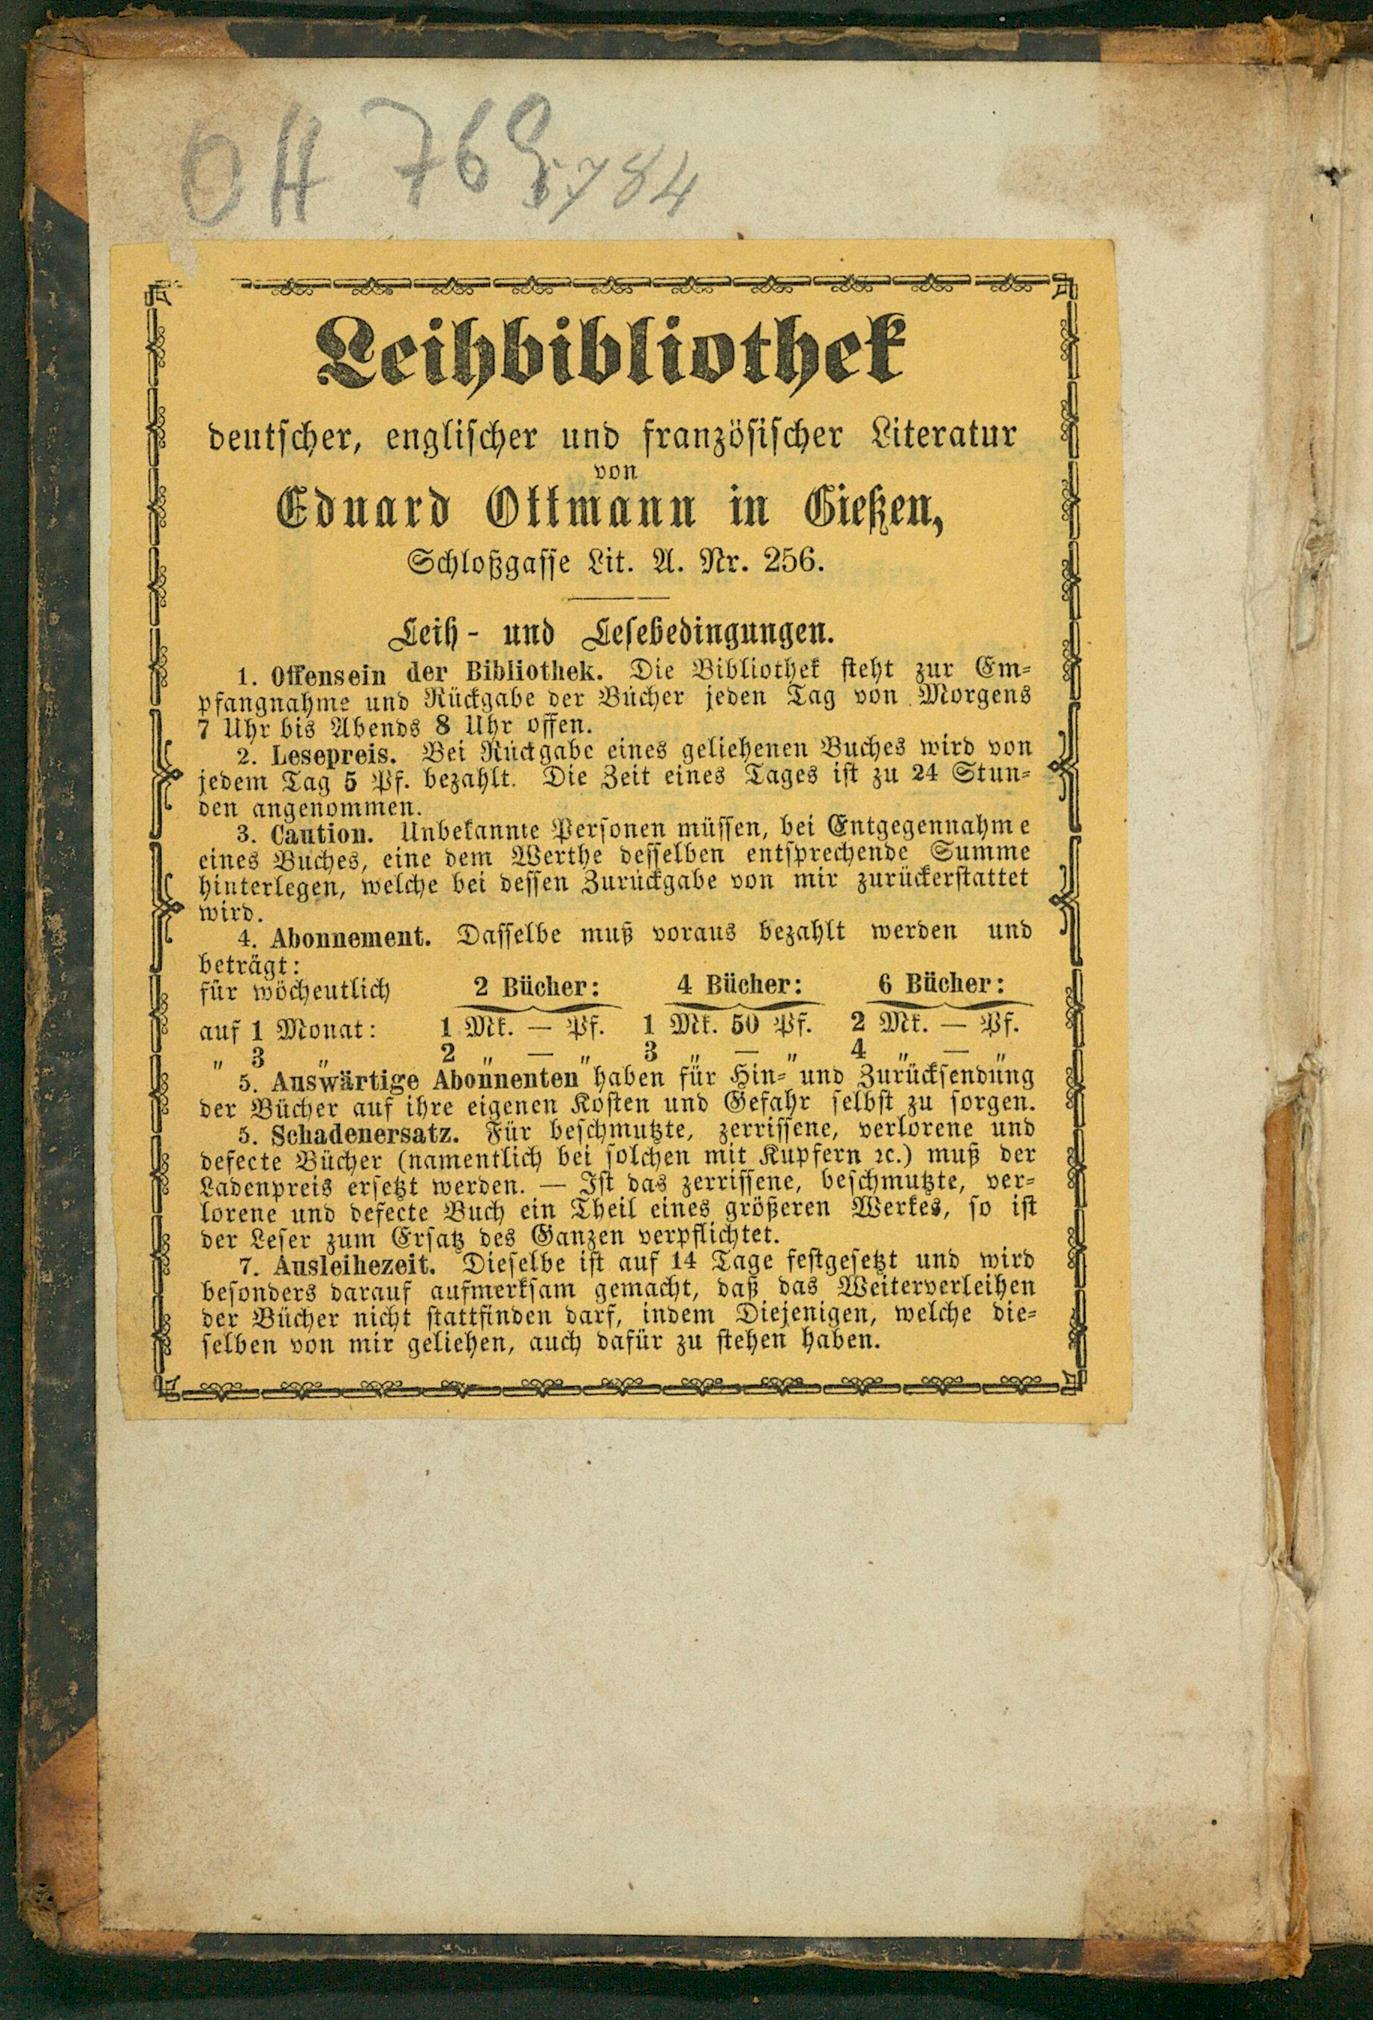 OH 769
5784
Leihbibliothek
deutscher, englischer und französischer Literatur
von
Eduard Ottmann in Gießen,
Schloßgasse Lit. A. Nr. 256.
Leih- und Lesebedingungen.
1. Offensein der Bibliothek. Die Bibliothek steht zur Em-
pfangnahme und Rückgabe der Bücher jeden Tag von Morgens
7 Uhr bis Abends 8 Uhr offen.
2. Lesepreis. Bei Rückgabe eines geliehenen Buches wird von
jedem Tag 5 Pf. bezahlt. Die Zeit eines Tages ist zu 24 Stun-
den angenommen.
3. Caution. Unbekannte Personen müssen, bei Entgegennahme
eines Buches, eine dem Werthe desselben entsprechende Summe
hinterlegen, welche bei dessen Zurückgabe von mir zurückerstattet
wird.
4. Abonnement. Dasselbe muß voraus bezahlt werden und
beträgt:
für wöchentlich 2 Bücher: 4 Bücher: 6 Bücher:
auf 1 Monat: 1 Mk. — Pf. 1 Mk. 50 Pf. 2 Mk. — Pf.
„ 3 „ 2 „ — „ 3 „ — „ 4 „ — „
5. Auswärtige Abonnenten haben für Hin- und Zurücksendung
der Bücher auf ihre eigenen Kosten und Gefahr selbst zu sorgen.
5. Schadenersatz. Für beschmutzte, zerrissene, verlorene und
defecte Bücher (namentlich bei solchen mit Kupfern ꝛc.) muß der
Ladenpreis ersetzt werden. — Ist das zerrissene, beschmutzte, ver-
lorene und defecte Buch ein Theil eines größeren Werkes, so ist
der Leser zum Ersatz des Ganzen verpflichtet.
7. Ausleihezeit. Dieselbe ist auf 14 Tage festgesetzt und wird
besonders darauf aufmerksam gemacht, daß das Weiterverleihen
der Bücher nicht stattfinden darf, indem Diejenigen, welche die-
selben von mir geliehen, auch dafür zu stehen haben.